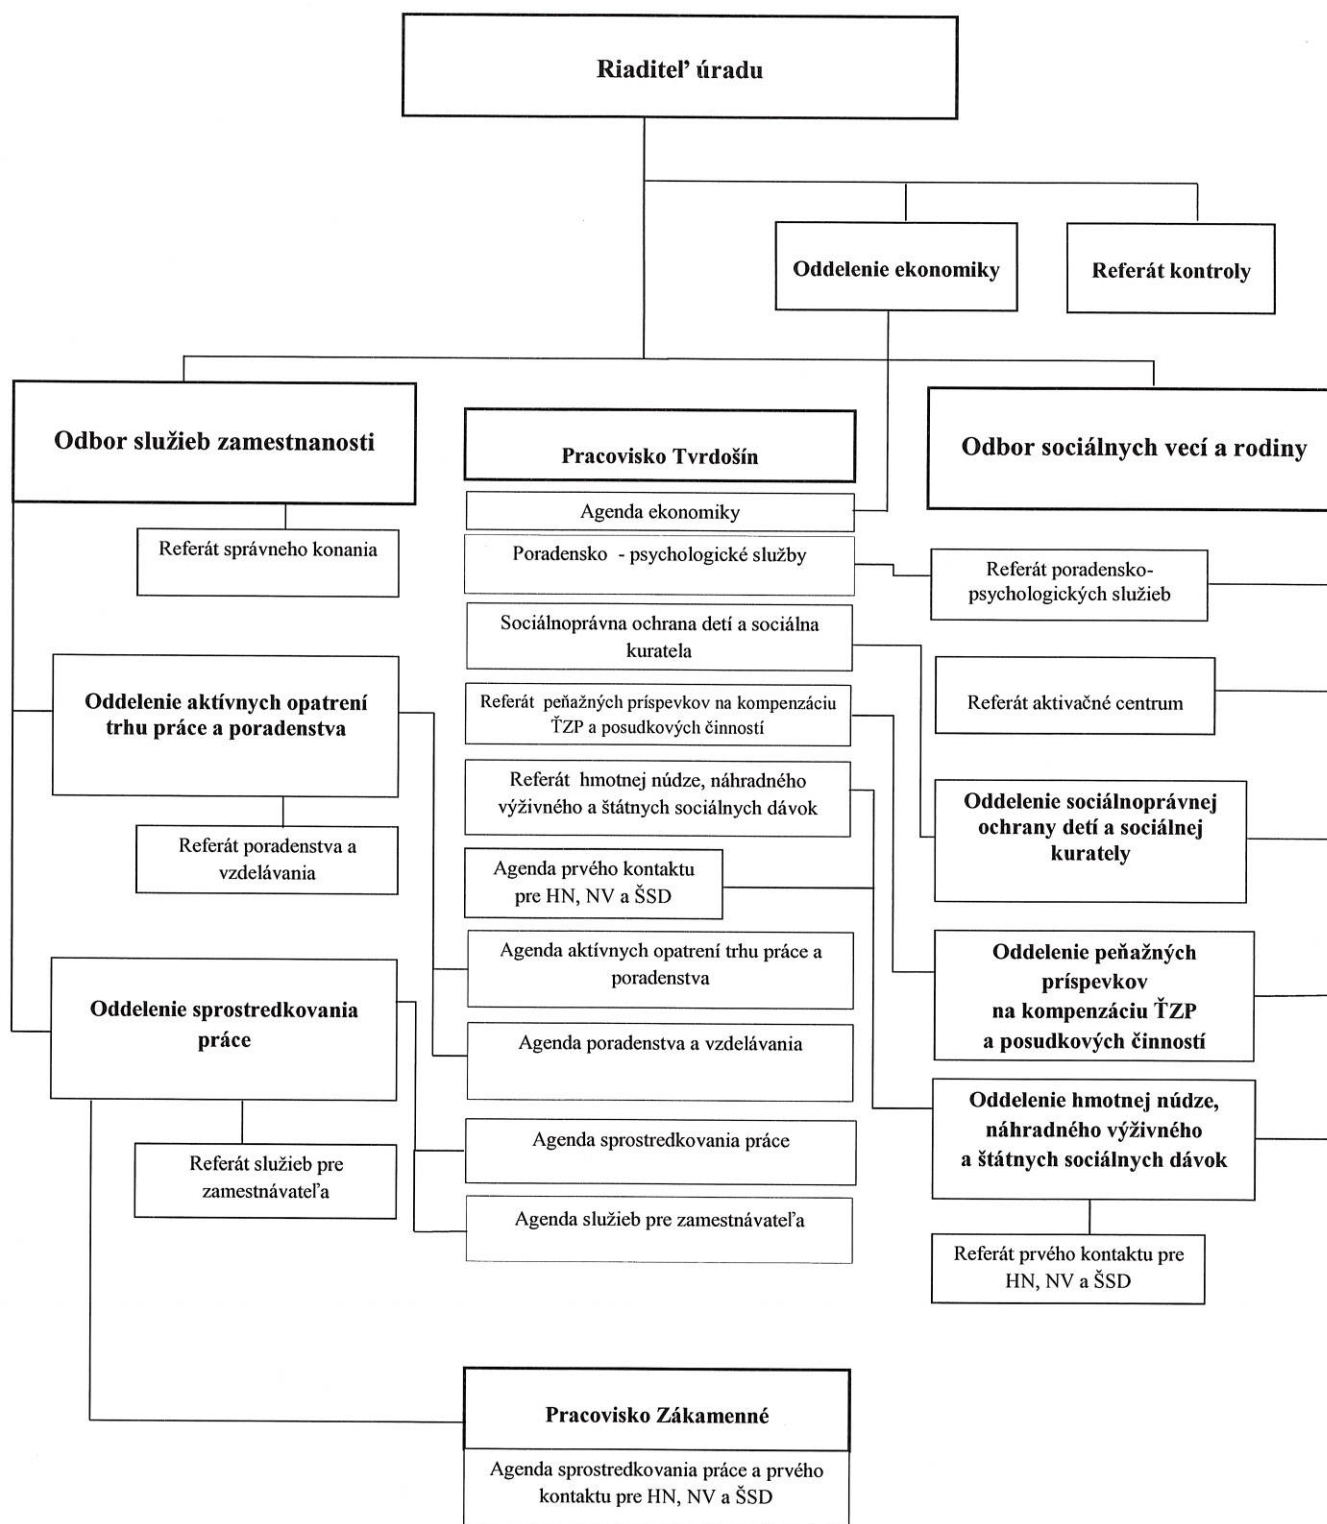 Riaditeľ úradu
Oddelenie ekonomiky
Referát kontroly
Odbor služieb zamestnanosti
Pracovisko Tvrdošín
Odbor sociálnych vecí a rodiny
Agenda ekonomiky
Referát správneho konania
Poradensko - psychologické služby
Referát poradensko-
psychologických služieb
Sociálnoprávna ochrana detí a sociálna
kuratela
Oddelenie aktívnych opatrení
trhu práce a poradenstva
Referát peňažných príspevkov na kompenzáciu
ŤZP a posudkových činností
Referát aktivačné centrum
Referát hmotnej núdze, náhradného
výživného a štátnych sociálnych dávok
Oddelenie sociálnoprávnej
ochrany detí a sociálnej
kurately
Referát poradenstva a
vzdelávania
Agenda prvého kontaktu
pre HN, NV a ŠSD
Agenda aktívnych opatrení trhu práce a
poradenstva
Oddelenie peňažných
príspevkov
na kompenzáciu ŤZP
a posudkových činností
Oddelenie sprostredkovania
práce
Agenda poradenstva a vzdelávania
Oddelenie hmotnej núdze,
náhradného výživného
a štátnych sociálnych dávok
Agenda sprostredkovania práce
Referát služieb pre
zamestnávateľa
Agenda služieb pre zamestnávateľa
Referát prvého kontaktu pre
HN, NV a ŠSD
Pracovisko Zákamenné
Agenda sprostredkovania práce a prvého
kontaktu pre HN, NV a ŠSD